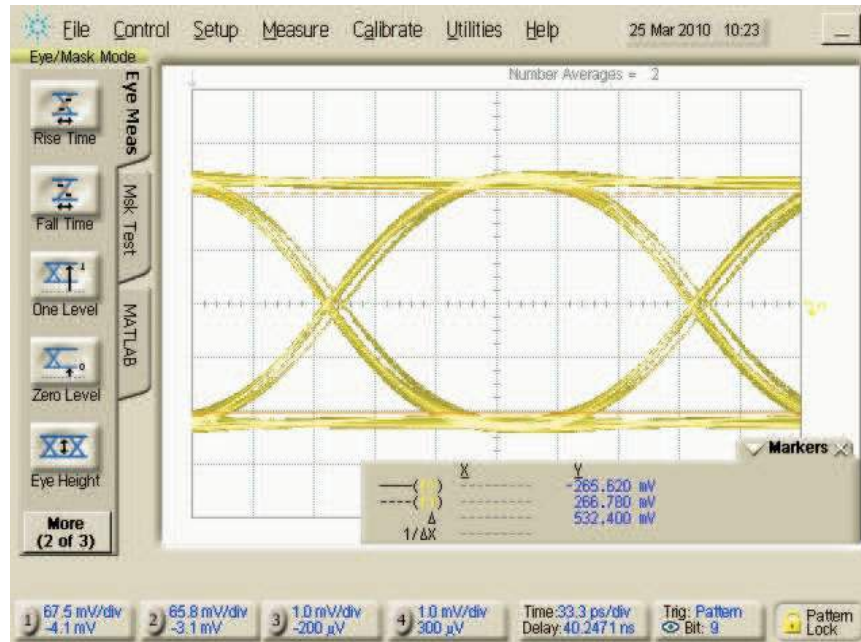 File Control Setup Measure Calibrate Utilities Help 25 Mar 2010 10:23
Eye/Mask Mode
Number Averages = 2
Eye Meas
Msk Test
MATLAB
Rise Time
Fall Time
One Level
Zero Level
Eye Height
More
(2 of 3)
Markers
X Y
-265.620 mV
266.780 mV
Δ 532.400 mV
1/ΔX
1) 67.5 mV/div 2) 65.8 mV/div 3) 1.0 mV/div 4) 1.0 mV/div Time:33.3 ps/div Trig: Pattern Pattern
-4.1 mV -3.1 mV -200 µV 300 µV Delay:40.2471 ns Bit: 9 Lock